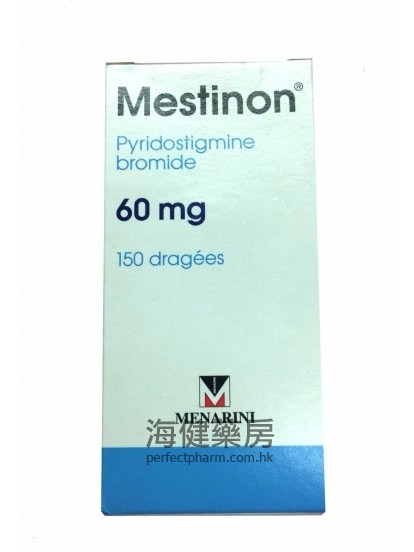 Mestinon®
Pyridostigmine
bromide
60 mg
150 dragées
MENARINI
海健藥房
perfectpharm.com.hk